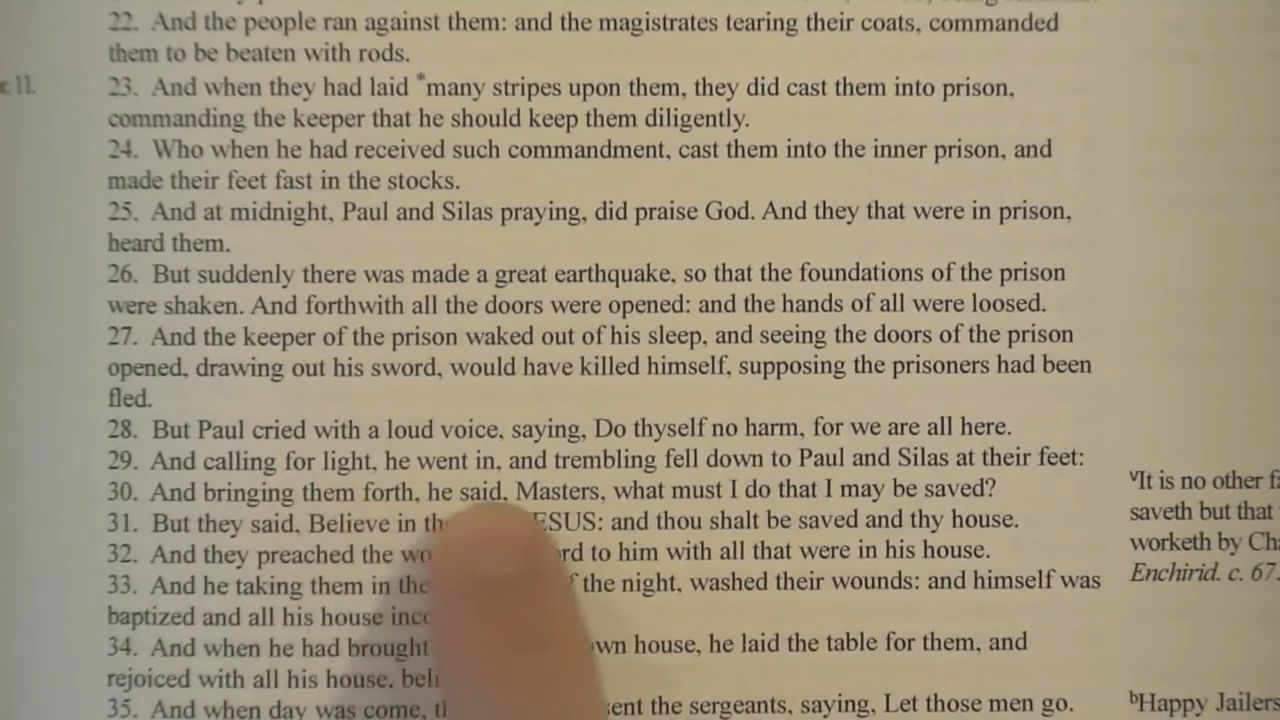 22. And the people ran against them: and the magistrates tearing their coats, commanded
them to be beaten with rods.
11.
23. And when they had laid *many stripes upon them, they did cast them into prison,
commanding the keeper that he should keep them diligently.
24. Who when he had received such commandment, cast them into the inner prison, and
made their feet fast in the stocks.
25. And at midnight, Paul and Silas praying, did praise God. And they that were in prison,
heard them.
26. But suddenly there was made a great earthquake, so that the foundations of the prison
were shaken. And forthwith all the doors were opened: and the hands of all were loosed.
27. And the keeper of the prison waked out of his sleep, and seeing the doors of the prison
opened, drawing out his sword, would have killed himself, supposing the prisoners had been
fled.
28. But Paul cried with a loud voice, saying, Do thyself no harm, for we are all here.
29. And calling for light, he went in, and trembling fell down to Paul and Silas at their feet:
30. And bringing them forth, he said, Masters, what must I do that I may be saved?
31. But they said, Believe in ESUS: and thou shalt be saved and thy house.
32. And they preached the to him with all that were in his house.
33. And he taking them in the the night, washed their wounds: and himself was
baptized and all his house
34. And when he had brought house, he laid the table for them, and
rejoiced with all his house,
35. And when day was come, the sergeants, saying, Let those men go.
vIt is no other
saveth but that
worketh by
Enchirid. c. 67.
bHappy Jailers